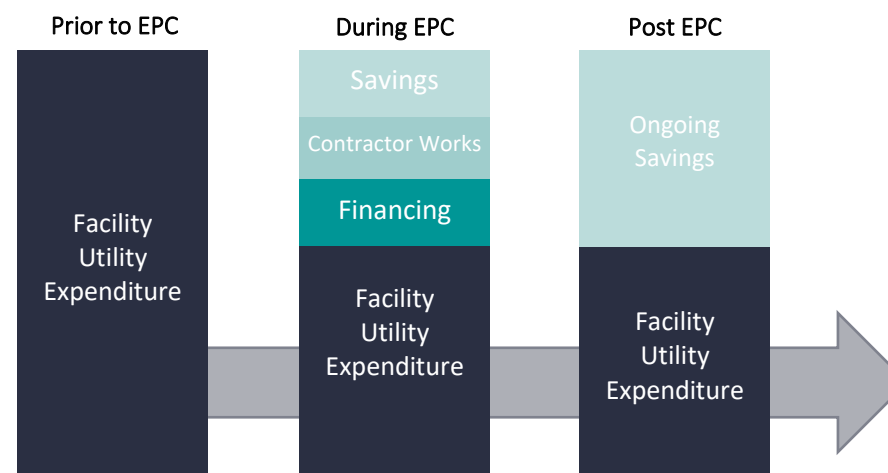 Prior to EPC
During EPC
Post EPC
Facility
Utility
Expenditure
Savings
Contractor Works
Financing
Facility
Utility
Expenditure
Ongoing
Savings
Facility
Utility
Expenditure